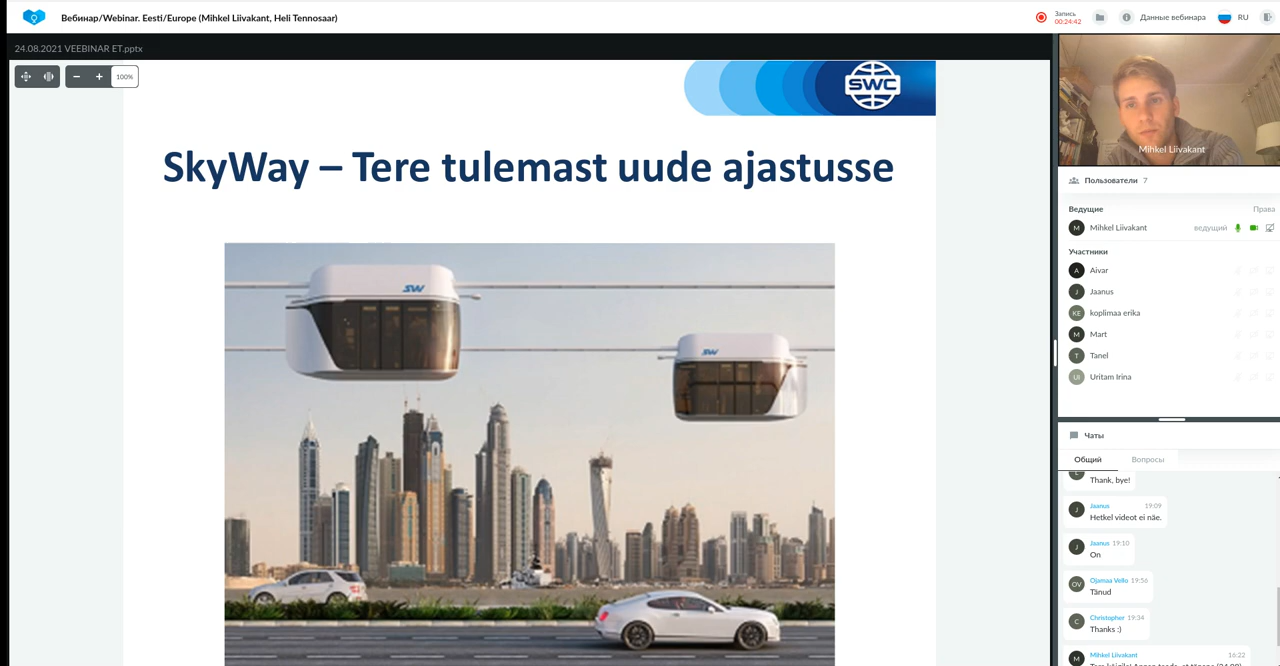 Вебинар/Webinar. Eesti/Europe (Mihkel Liivakant, Heli Tennosaar)
Запись
00:24:42
Данные вебинара
RU
24.08.2021 VEEBINAR ET.pptx
100%
SWC
SkyWay – Tere tulemast uude ajastusse
SW
SW
Mihkel Liivakant
Пользователи 7
Ведущие Права
M Mihkel Liivakant ведущий
Участники
A Aivar
J Jaanus
KE koplimaa erika
M Mart
T Tanel
UI Uritam Irina
Чаты
Общий Вопросы
Thank, bye!
J Jaanus 19:09
Hetkel videot ei näe.
J Jaanus 19:10
On
OV Ojamaa Vello 19:56
Tänud
C Christopher 19:34
Thanks :)
M Mihkel Liivakant 16:22